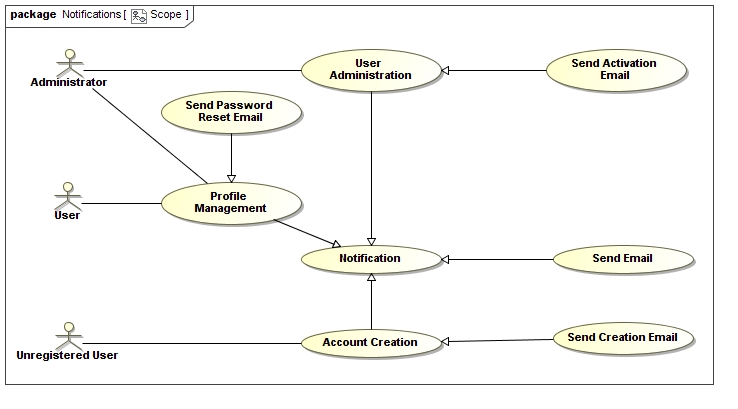 package Notifications [ Scope ]
Administrator
User
Administration
Send Activation
Email
Send Password
Reset Email
User
Profile
Management
Notification
Send Email
Unregistered User
Account Creation
Send Creation Email